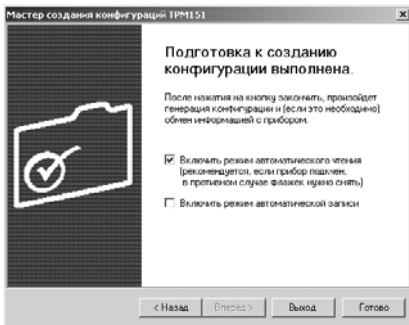 Мастер создания конфигураций ТРМ151
Подготовка к созданию
конфигурации выполнена.
После нажатия на кнопку закончить, произойдет
генерация конфигурации и (если это необходимо)
обмен информацией с прибором.
Включить режим автоматического чтения
(рекомендуется, если прибор подкчен,
в противном случае флажек нужно снять)
Включить режим автоматической записи
< Назад
Вперед >
Выход
Готово